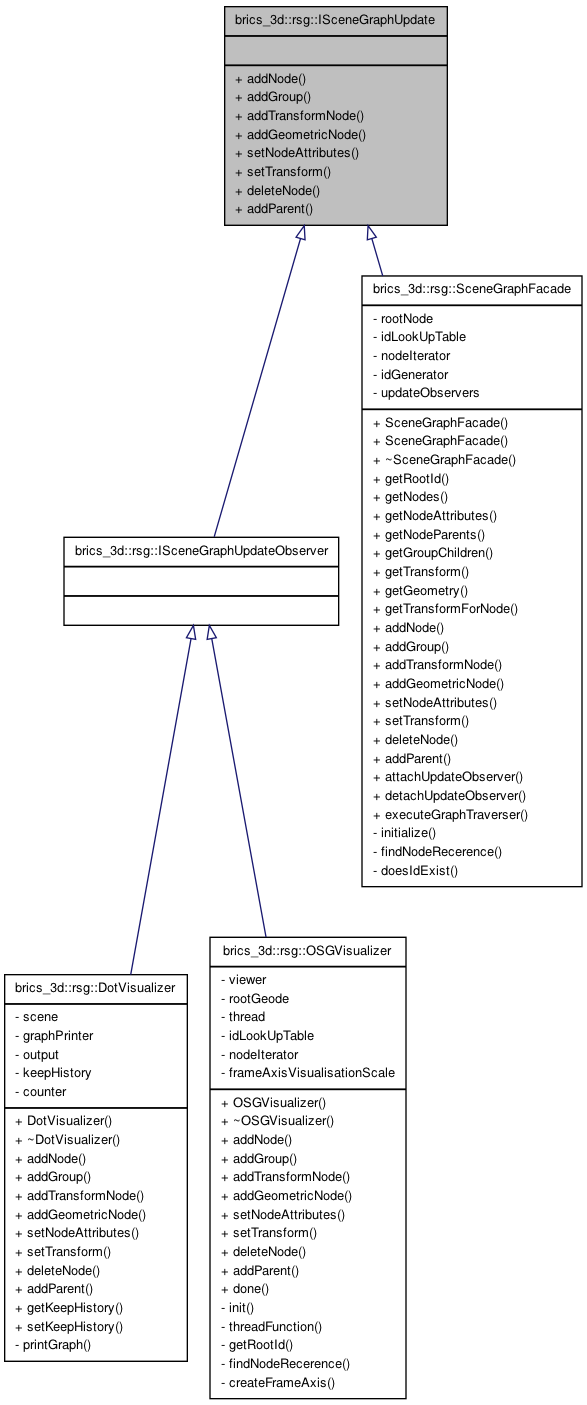 brics_3d::rsg::ISceneGraphUpdate
+ addNode()
+ addGroup()
+ addTransformNode()
+ addGeometricNode()
+ setNodeAttributes()
+ setTransform()
+ deleteNode()
+ addParent()
brics_3d::rsg::SceneGraphFacade
- rootNode
- idLookUpTable
- nodeIterator
- idGenerator
- updateObservers
+ SceneGraphFacade()
+ SceneGraphFacade()
+ ~SceneGraphFacade()
+ getRootId()
+ getNodes()
+ getNodeAttributes()
+ getNodeParents()
+ getGroupChildren()
+ getTransform()
+ getGeometry()
+ getTransformForNode()
+ addNode()
+ addGroup()
+ addTransformNode()
+ addGeometricNode()
+ setNodeAttributes()
+ setTransform()
+ deleteNode()
+ addParent()
+ attachUpdateObserver()
+ detachUpdateObserver()
+ executeGraphTraverser()
- initialize()
- findNodeRecerence()
- doesIdExist()
brics_3d::rsg::ISceneGraphUpdateObserver
brics_3d::rsg::DotVisualizer
- scene
- graphPrinter
- output
- keepHistory
- counter
+ DotVisualizer()
+ ~DotVisualizer()
+ addNode()
+ addGroup()
+ addTransformNode()
+ addGeometricNode()
+ setNodeAttributes()
+ setTransform()
+ deleteNode()
+ addParent()
+ getKeepHistory()
+ setKeepHistory()
- printGraph()
brics_3d::rsg::OSGVisualizer
- viewer
- rootGeode
- thread
- idLookUpTable
- nodeIterator
- frameAxisVisualisationScale
+ OSGVisualizer()
+ ~OSGVisualizer()
+ addNode()
+ addGroup()
+ addTransformNode()
+ addGeometricNode()
+ setNodeAttributes()
+ setTransform()
+ deleteNode()
+ addParent()
+ done()
- init()
- threadFunction()
- getRootId()
- findNodeRecerence()
- createFrameAxis()